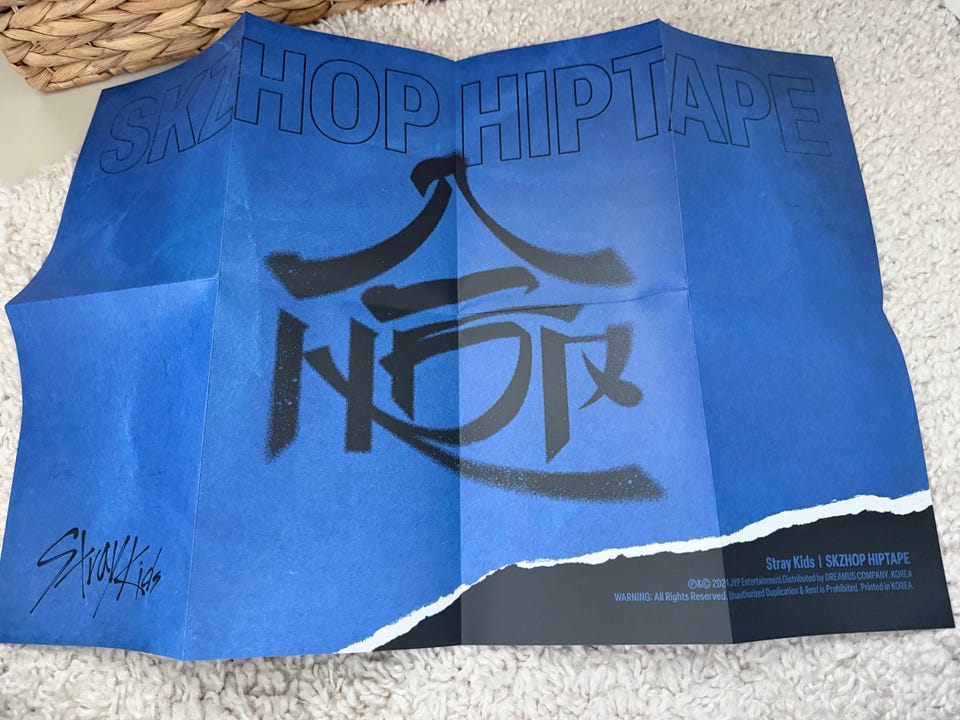 SKZHOP HIPTAPE
Stray Kids
Stray Kids | SKZHOP HIPTAPE
℗&© 2024 JYP Entertainment Distributed by DREAMUS COMPANY. KOREA
WARNING: All Rights Reserved. Unauthorized Duplication & Rent is Prohibited. Printed in KOREA.